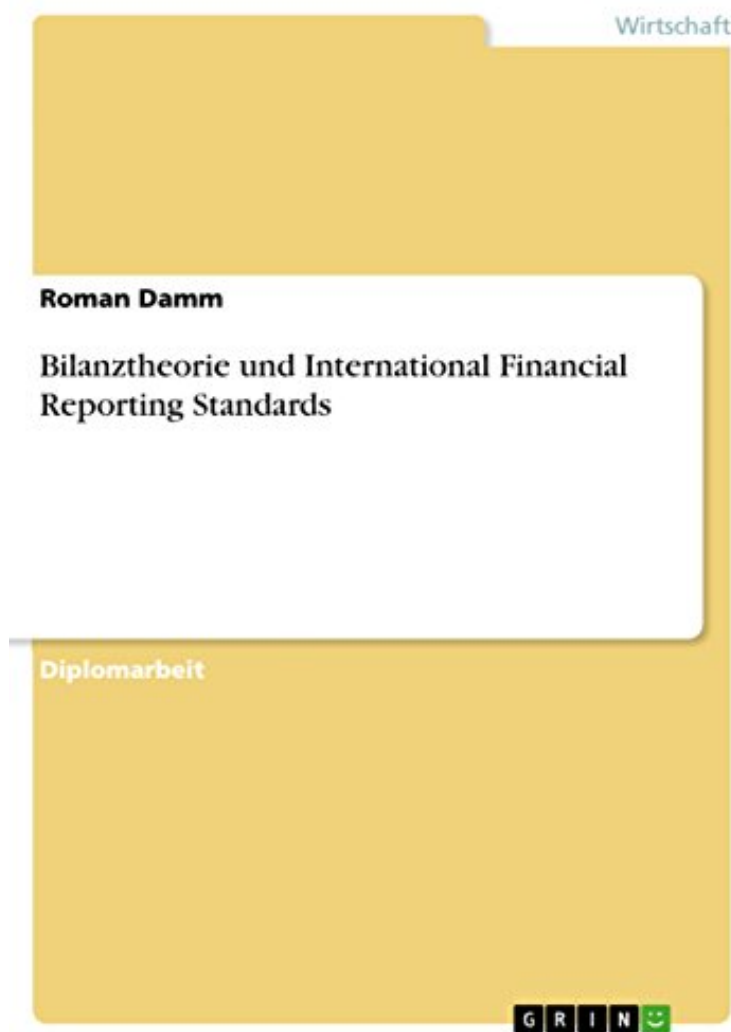 Wirtschaft
Roman Damm
Bilanztheorie und International Financial
Reporting Standards
Diplomarbeit
GRIN